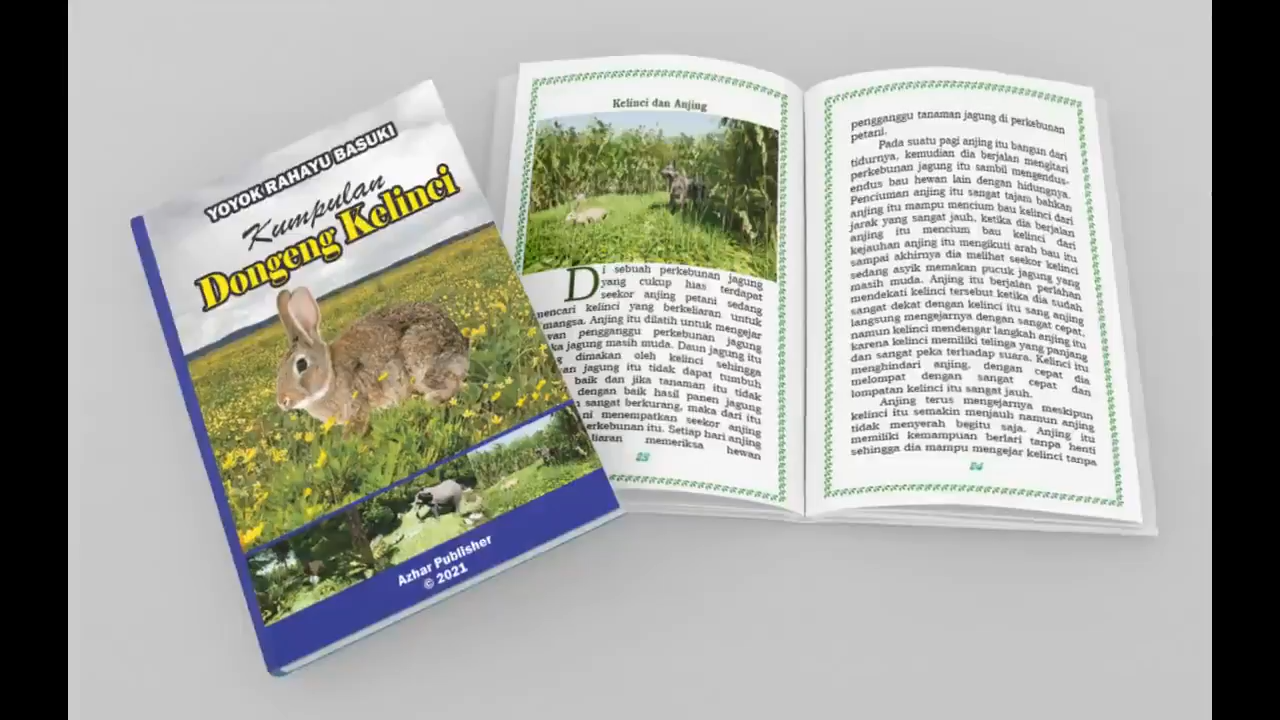 YOYOK RAHAYU BASUKI
Kumpulan
Dongeng Kelinci
Azhar Publisher
© 2021
Kelinci dan Anjing
Di sebuah perkebunan jagung
yang cukup hias terdapat
seekor anjing petani sedang
mencari kelinci yang berkeliaran untuk
mangsa. Anjing itu dilatih untuk mengejar
pengganggu perkebunan jagung
jagung masih muda. Daun jagung itu
dimakan oleh kelinci sehingga
jagung itu tidak dapat tumbuh
baik dan jika tanaman itu tidak
dengan baik hasil panen jagung
sangat berkurang, maka dari itu
menempatkan seekor anjing
perkebunan itu. Setiap hari anjing
memeriksa hewan
23
pengganggu tanaman jagung di perkebunan
petani.
Pada suatu pagi anjing itu bangun dari
tidurnya, kemudian dia berjalan mengitari
perkebunan jagung itu sambil mengendus-
endus bau hewan lain dengan hidungnya.
Penciuman anjing itu sangat tajam bahkan
anjing itu mampu mencium bau kelinci dari
jarak yang sangat jauh, ketika dia berjalan
anjing itu mencium bau kelinci dari
kejauhan anjing itu mengikuti arah bau itu
sampai akhirnya dia melihat seekor kelinci
sedang asyik memakan pucuk jagung yang
masih muda. Anjing itu berjalan perlahan
mendekati kelinci tersebut ketika dia sudah
sangat dekat dengan kelinci itu sang anjing
langsung mengejarnya dengan sangat cepat,
namun kelinci mendengar langkah anjing itu
karena kelinci memiliki telinga yang panjang
dan sangat peka terhadap suara. Kelinci itu
menghindari anjing, dengan cepat dia
melompat dengan sangat cepat dan
lompatan kelinci itu sangat jauh.
Anjing terus mengejarnya meskipun
kelinci itu semakin menjauh namun anjing
tidak menyerah begitu saja. Anjing itu
memiliki kemampuan berlari tanpa henti
sehingga dia mampu mengejar kelinci tanpa
24